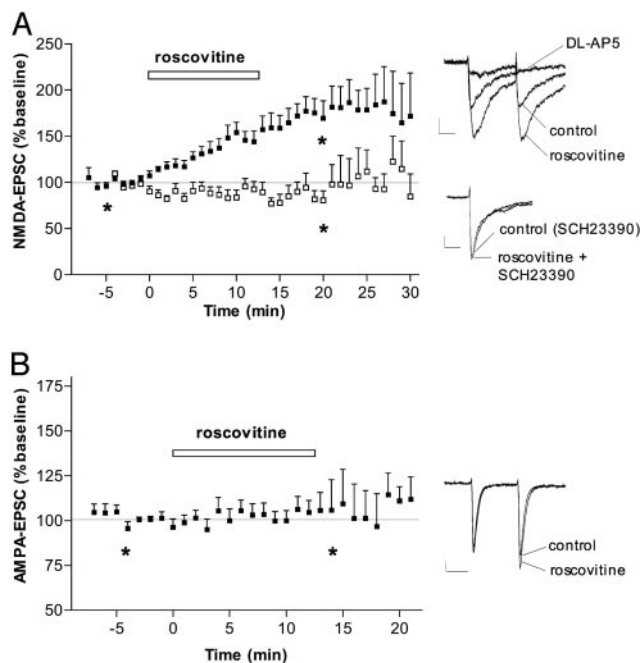 A
NMDA-EPSC (% baseline)
250
200
150
100
50
0
roscovitine
*
*
*
-5
0
5
10
15
20
25
30
Time (min)
DL-AP5
control
roscovitine
control (SCH23390)
roscovitine +
SCH23390
B
AMPA-EPSC (% baseline)
175
150
125
100
75
50
roscovitine
*
*
-5
0
5
10
15
20
Time (min)
control
roscovitine